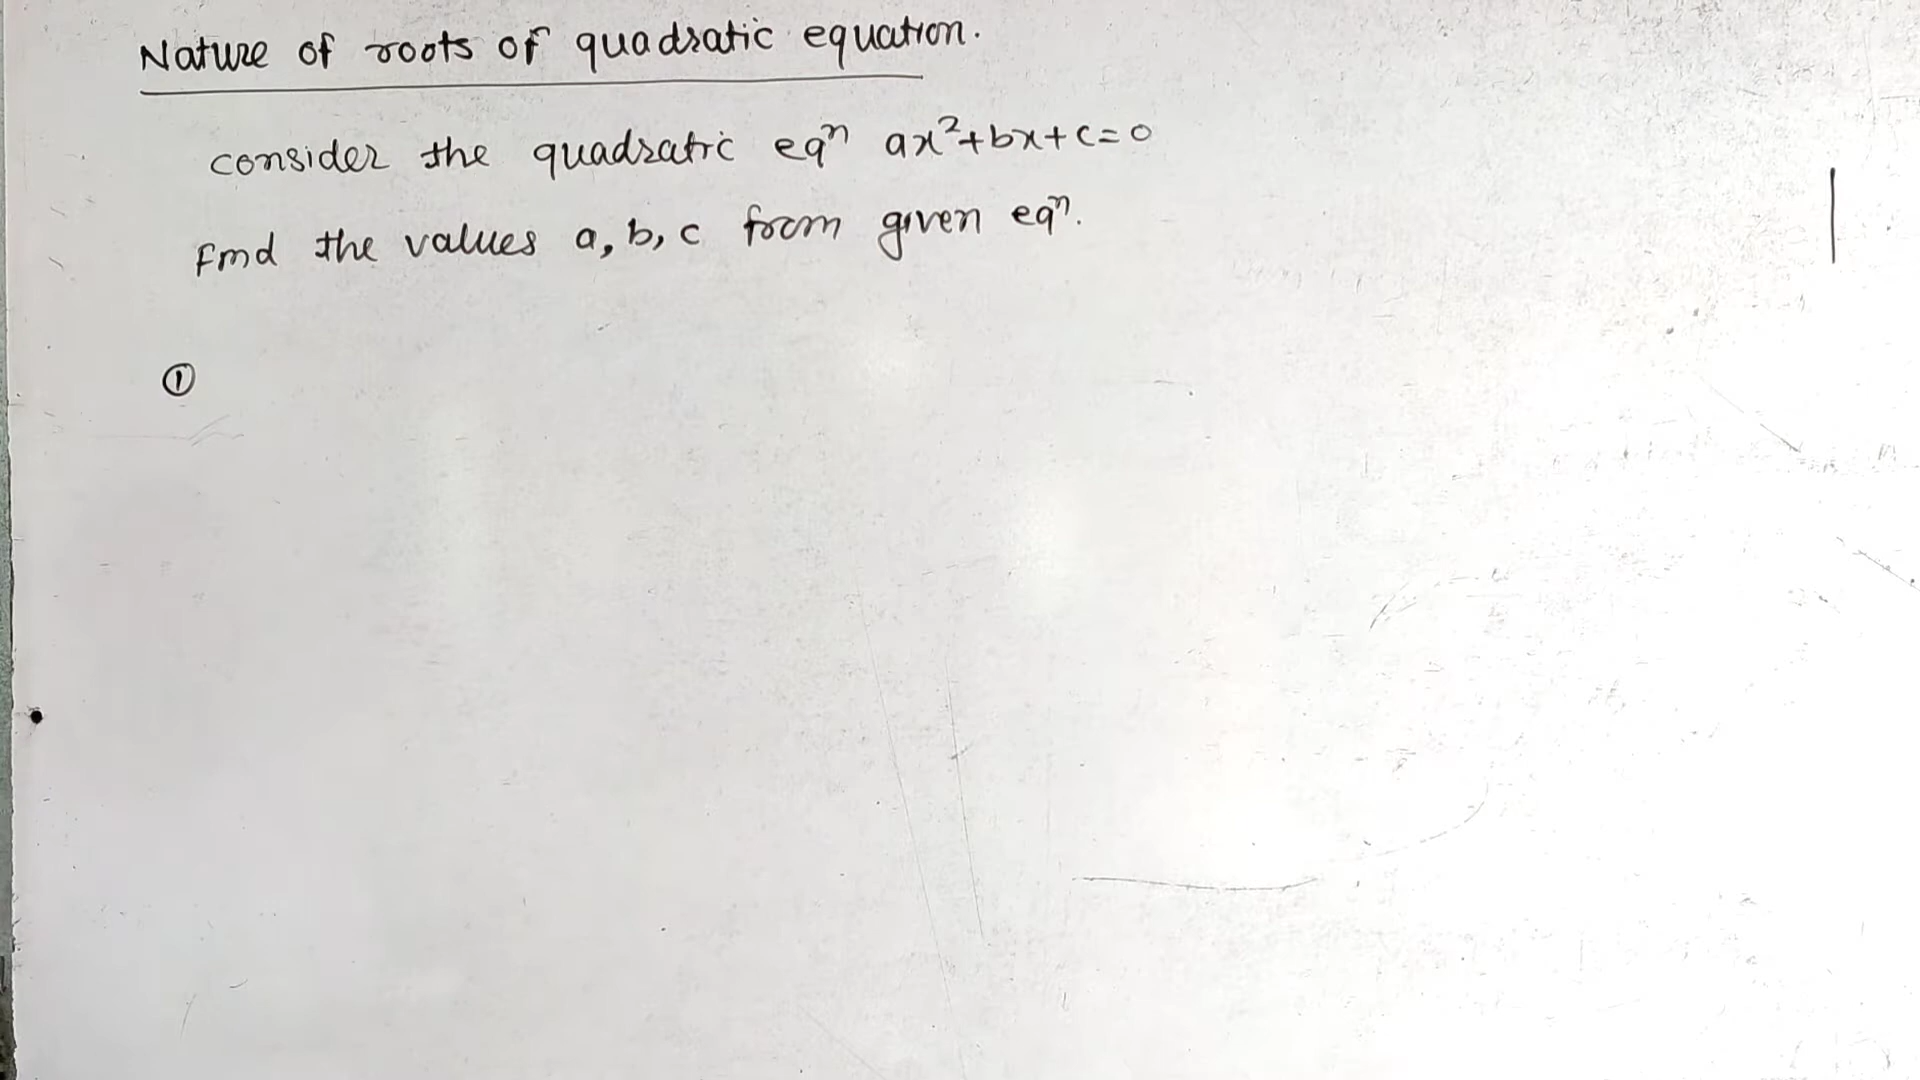 Nature of roots of quadratic equation.
consider the quadratic eqⁿ ax²+bx+c=0
Find the values a, b, c from given eqⁿ.
①